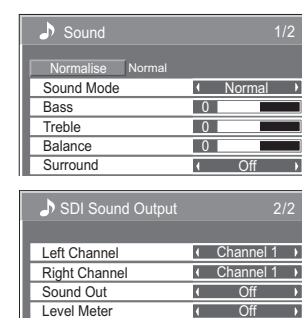 Sound 1/2
Normalise Normal
Sound Mode Normal
Bass 0
Treble 0
Balance 0
Surround Off
SDI Sound Output 2/2
Left Channel Channel 1
Right Channel Channel 1
Sound Out Off
Level Meter Off